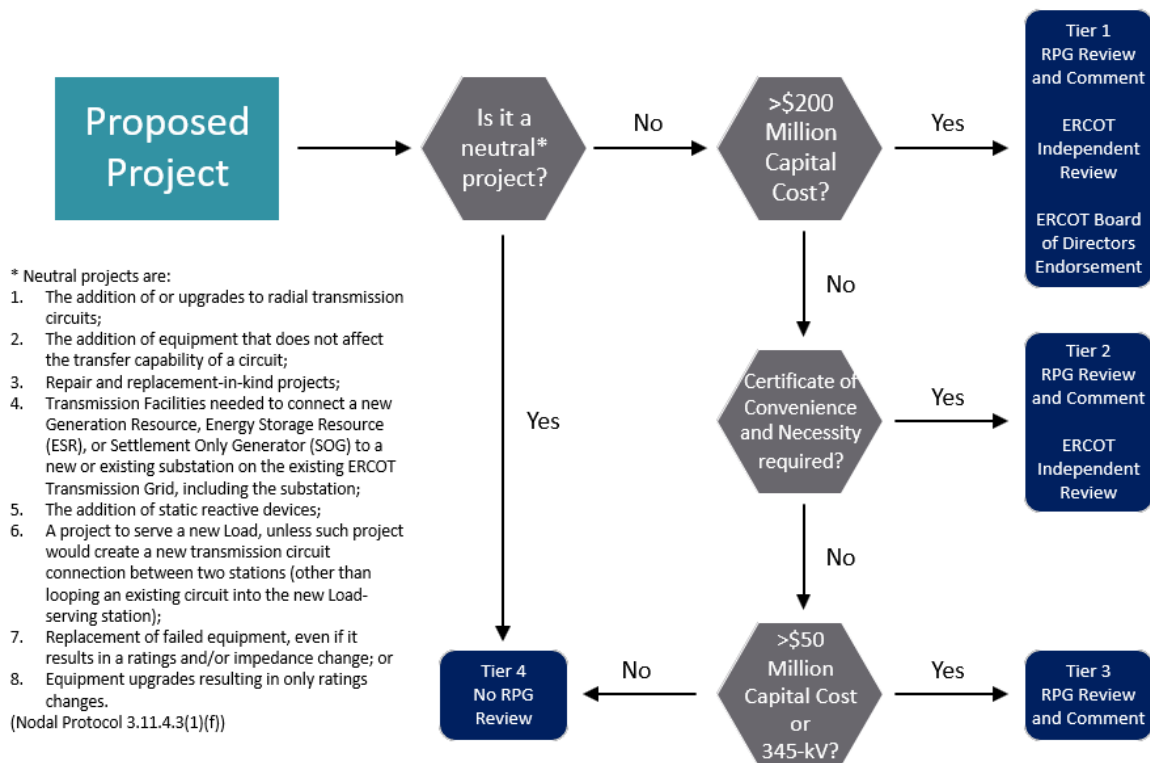 Proposed
Project
Is it a
neutral*
project?
No
>$200
Million
Capital
Cost?
Yes
Tier 1
RPG Review
and Comment
ERCOT
Independent
Review
ERCOT Board
of Directors
Endorsement
* Neutral projects are:
1. The addition of or upgrades to radial transmission
circuits;
2. The addition of equipment that does not affect
the transfer capability of a circuit;
3. Repair and replacement-in-kind projects;
4. Transmission Facilities needed to connect a new
Generation Resource, Energy Storage Resource
(ESR), or Settlement Only Generator (SOG) to a
new or existing substation on the existing ERCOT
Transmission Grid, including the substation;
5. The addition of static reactive devices;
6. A project to serve a new Load, unless such project
would create a new transmission circuit
connection between two stations (other than
looping an existing circuit into the new Load-
serving station);
7. Replacement of failed equipment, even if it
results in a ratings and/or impedance change; or
8. Equipment upgrades resulting in only ratings
changes.
(Nodal Protocol 3.11.4.3(1)(f))
Yes
No
Certificate of
Convenience
and Necessity
required?
Yes
Tier 2
RPG Review
and Comment
ERCOT
Independent
Review
No
Tier 4
No RPG
Review
No
>$50
Million
Capital Cost
or
345-kV?
Yes
Tier 3
RPG Review
and Comment